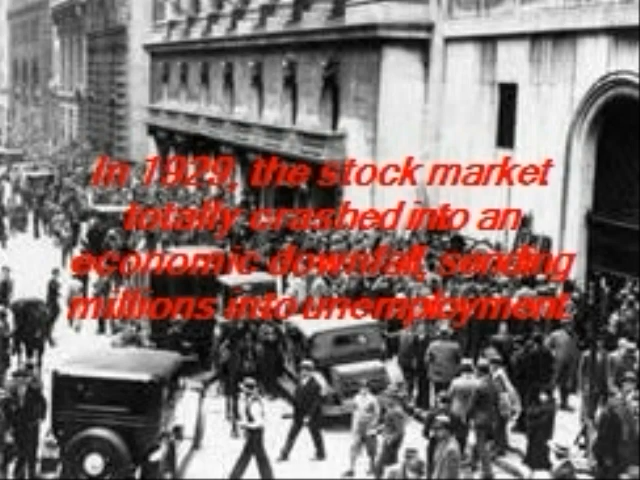 In 1929, the stock market
totally crashed into an
economic downfall, sending
millions into unemployment.